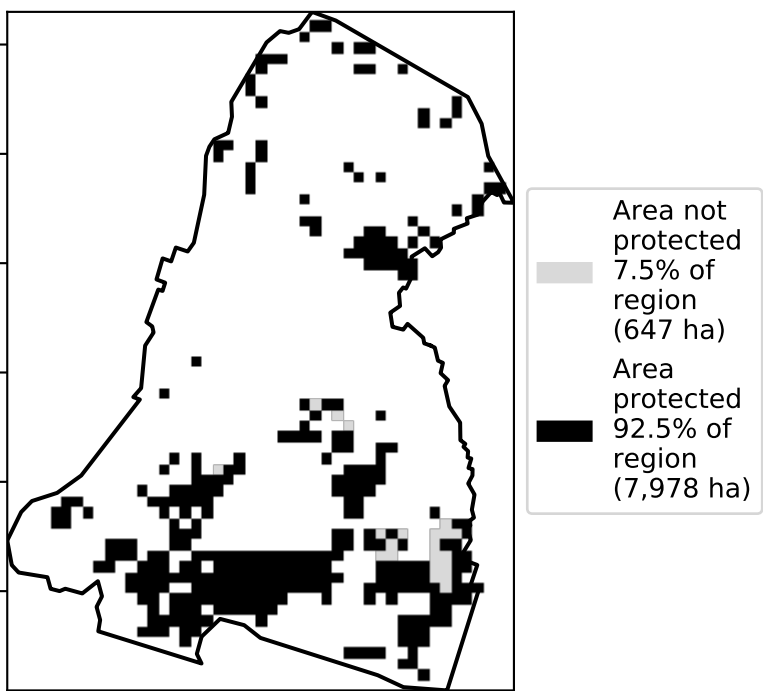 Area not
protected
7.5% of
region
(647 ha)
Area
protected
92.5% of
region
(7,978 ha)